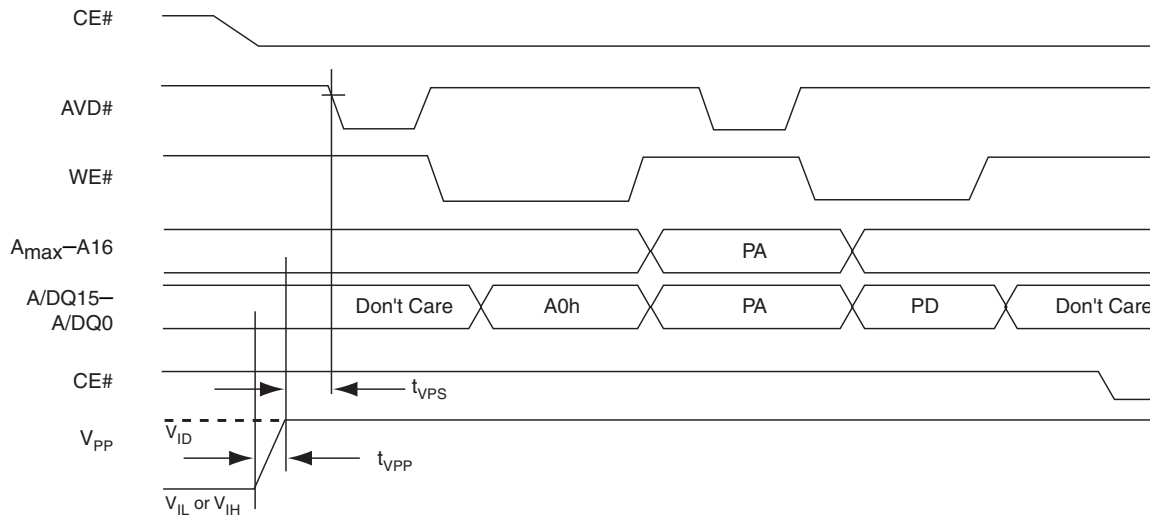 CE#
AVD#
WE#
Amax–A16
PA
A/DQ15–
A/DQ0
Don't Care
A0h
PA
PD
Don't Care
CE#
tVPS
VPP
VID
tVPP
VIL or VIH